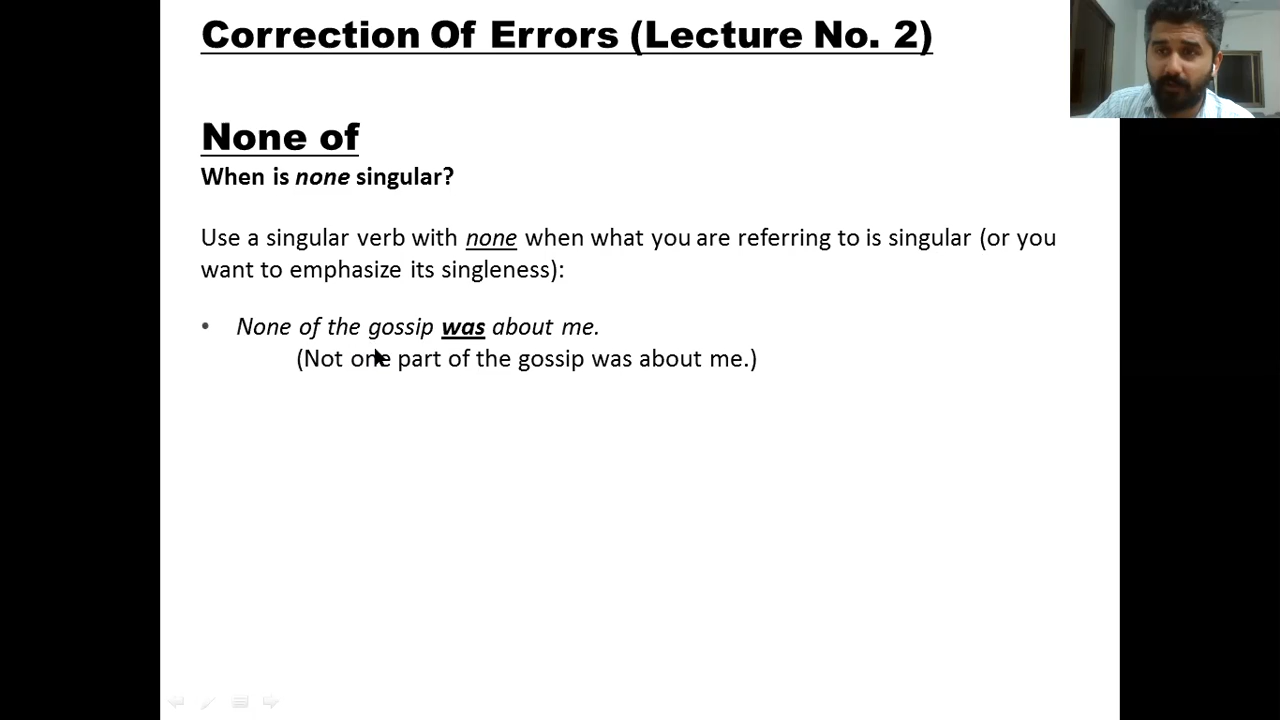 Correction Of Errors (Lecture No. 2)
None of
When is none singular?
Use a singular verb with none when what you are referring to is singular (or you
want to emphasize its singleness):
• None of the gossip was about me.
(Not one part of the gossip was about me.)